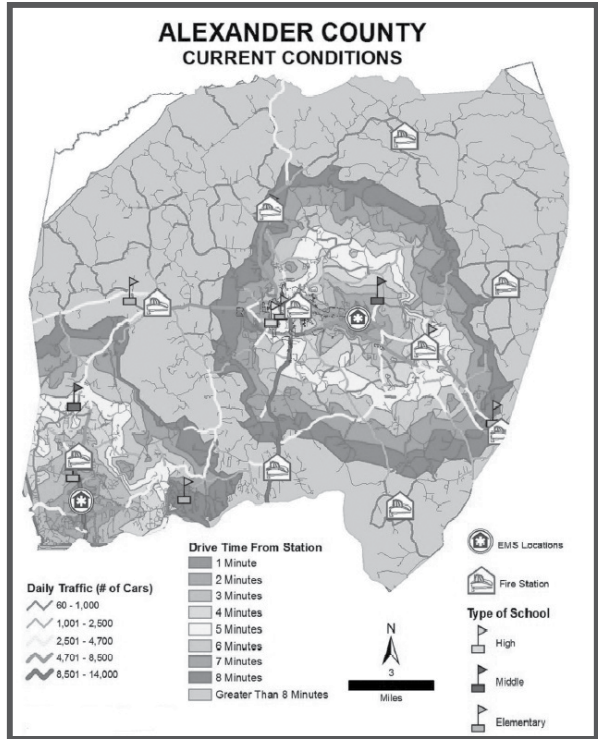 ALEXANDER COUNTY
CURRENT CONDITIONS
Daily Traffic (# of Cars)
60 - 1,000
1,001 - 2,500
2,501 - 4,700
4,701 - 8,500
8,501 - 14,000
Drive Time From Station
1 Minute
2 Minutes
3 Minutes
4 Minutes
5 Minutes
6 Minutes
7 Minutes
8 Minutes
Greater Than 8 Minutes
N
3
Miles
EMS Locations
Fire Station
Type of School
High
Middle
Elementary